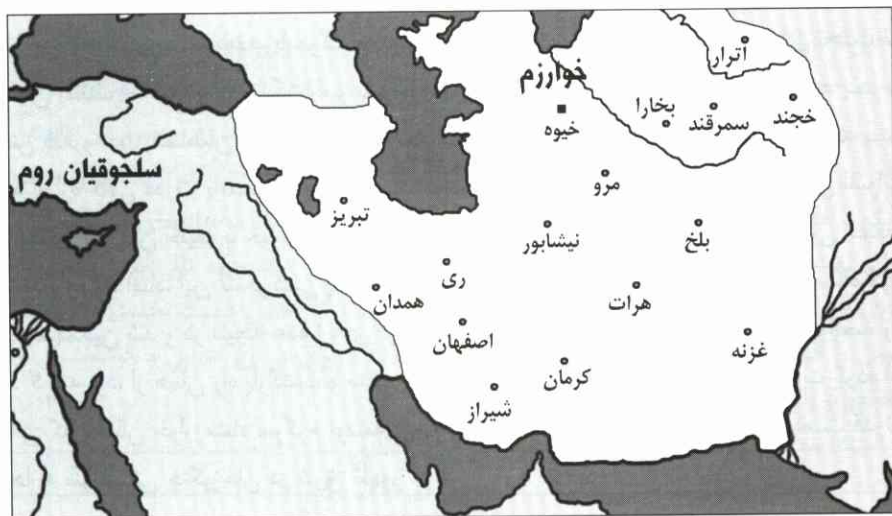 اترار
خوارزم
خجند
سمرقند
بخارا
خیوه
سلجوقیان روم
مرو
تبریز
نیشابور
بلخ
ری
همدان
هرات
اصفهان
غزنه
کرمان
شیراز